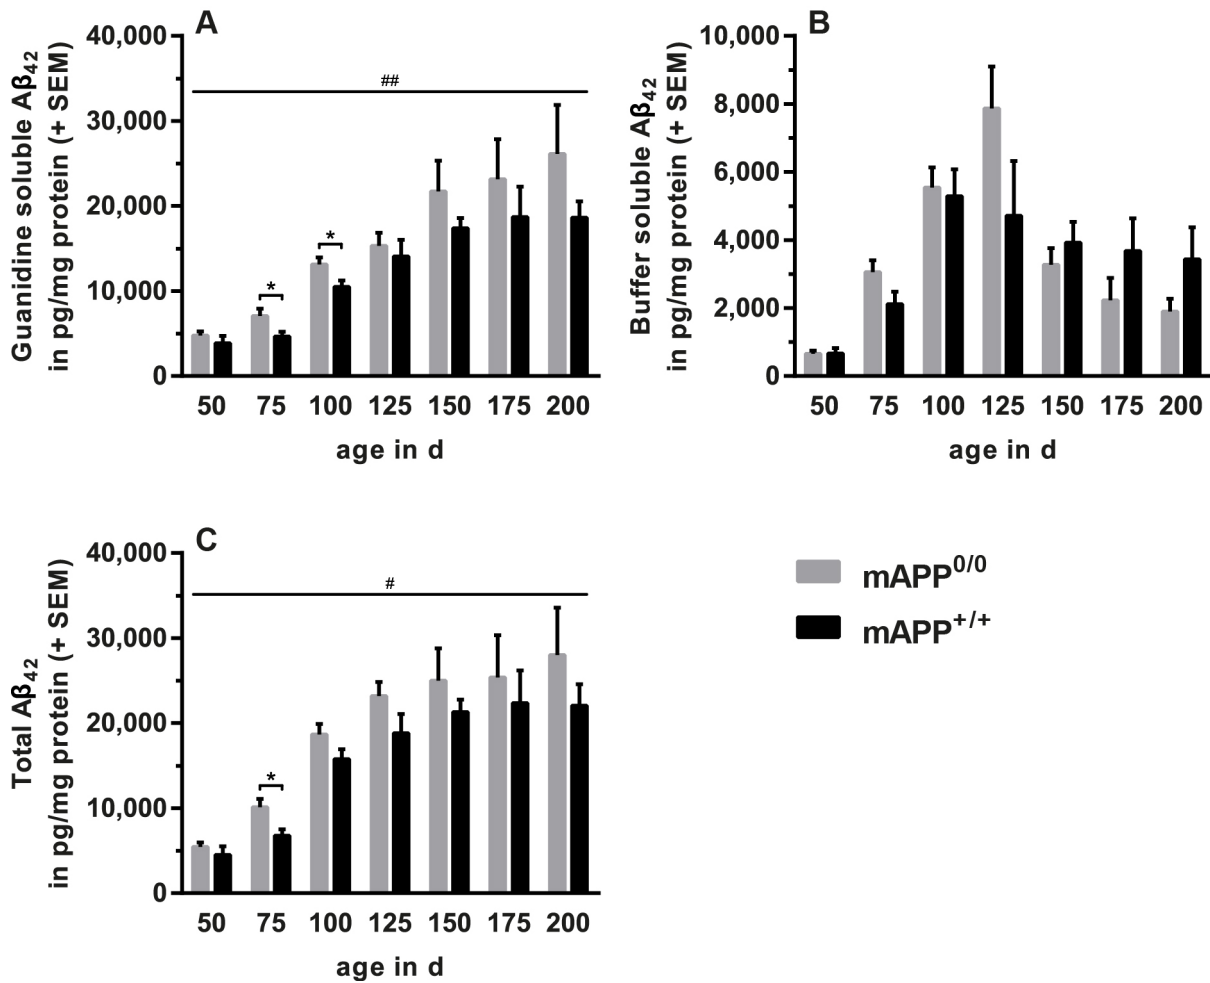 A
Guanidine soluble Aβ42
in pg/mg protein (+ SEM)
40,000
30,000
20,000
10,000
0
##
*
*
50 75 100 125 150 175 200
age in d
B
Buffer soluble Aβ42
in pg/mg protein (+ SEM)
10,000
8,000
6,000
4,000
2,000
0
50 75 100 125 150 175 200
age in d
C
Total Aβ42
in pg/mg protein (+ SEM)
40,000
30,000
20,000
10,000
0
#
*
50 75 100 125 150 175 200
age in d
mAPP0/0
mAPP+/+